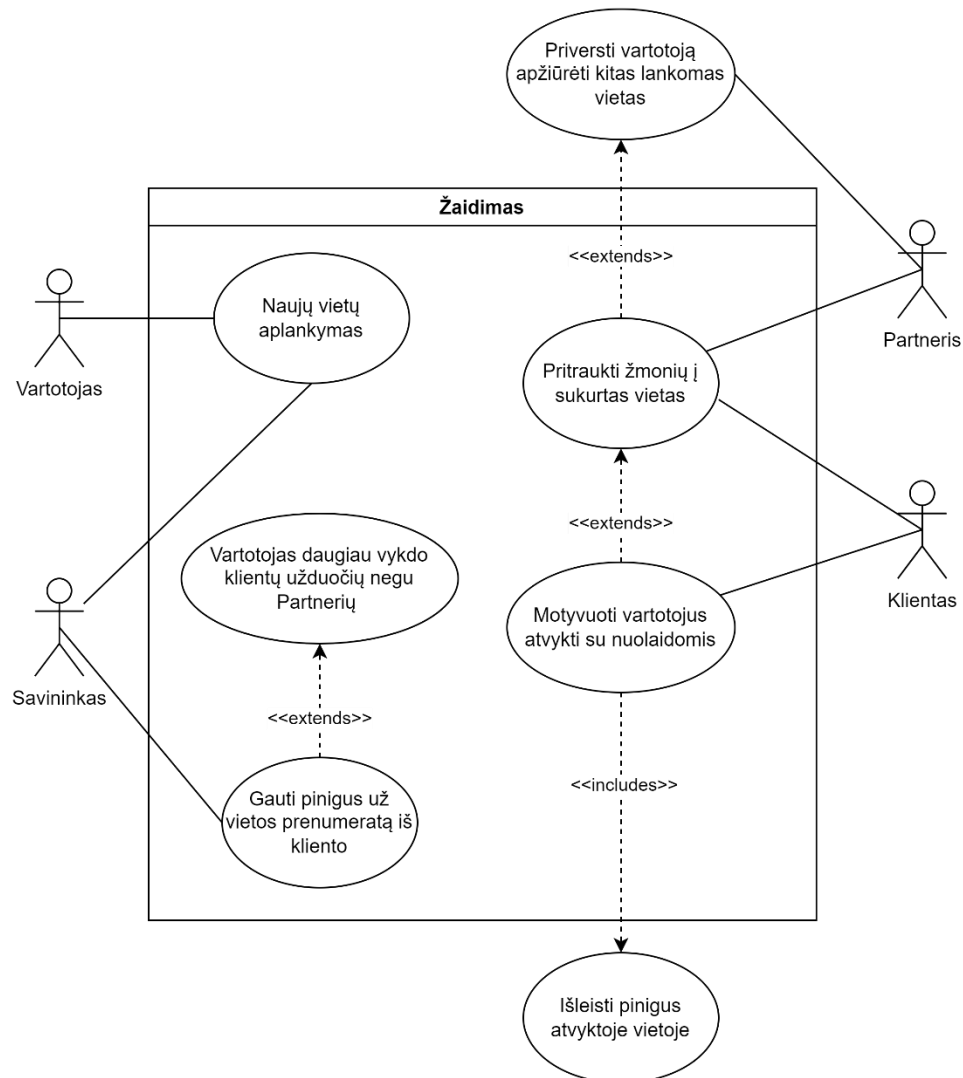 Priversti vartotoją
apžiūrėti kitas lankomas
vietas
Žaidimas
<<extends>>
Naujų vietų
aplankymas
Vartotojas
Partneris
Pritraukti žmonių į
sukurtas vietas
<<extends>>
Vartotojas daugiau vykdo
klientų užduočių negu
Partnerių
Motyvuoti vartotojus
atvykti su nuolaidomis
Klientas
Savininkas
<<extends>>
<<includes>>
Gauti pinigus už
vietos prenumeratą iš
kliento
Išleisti pinigus
atvyktoje vietoje